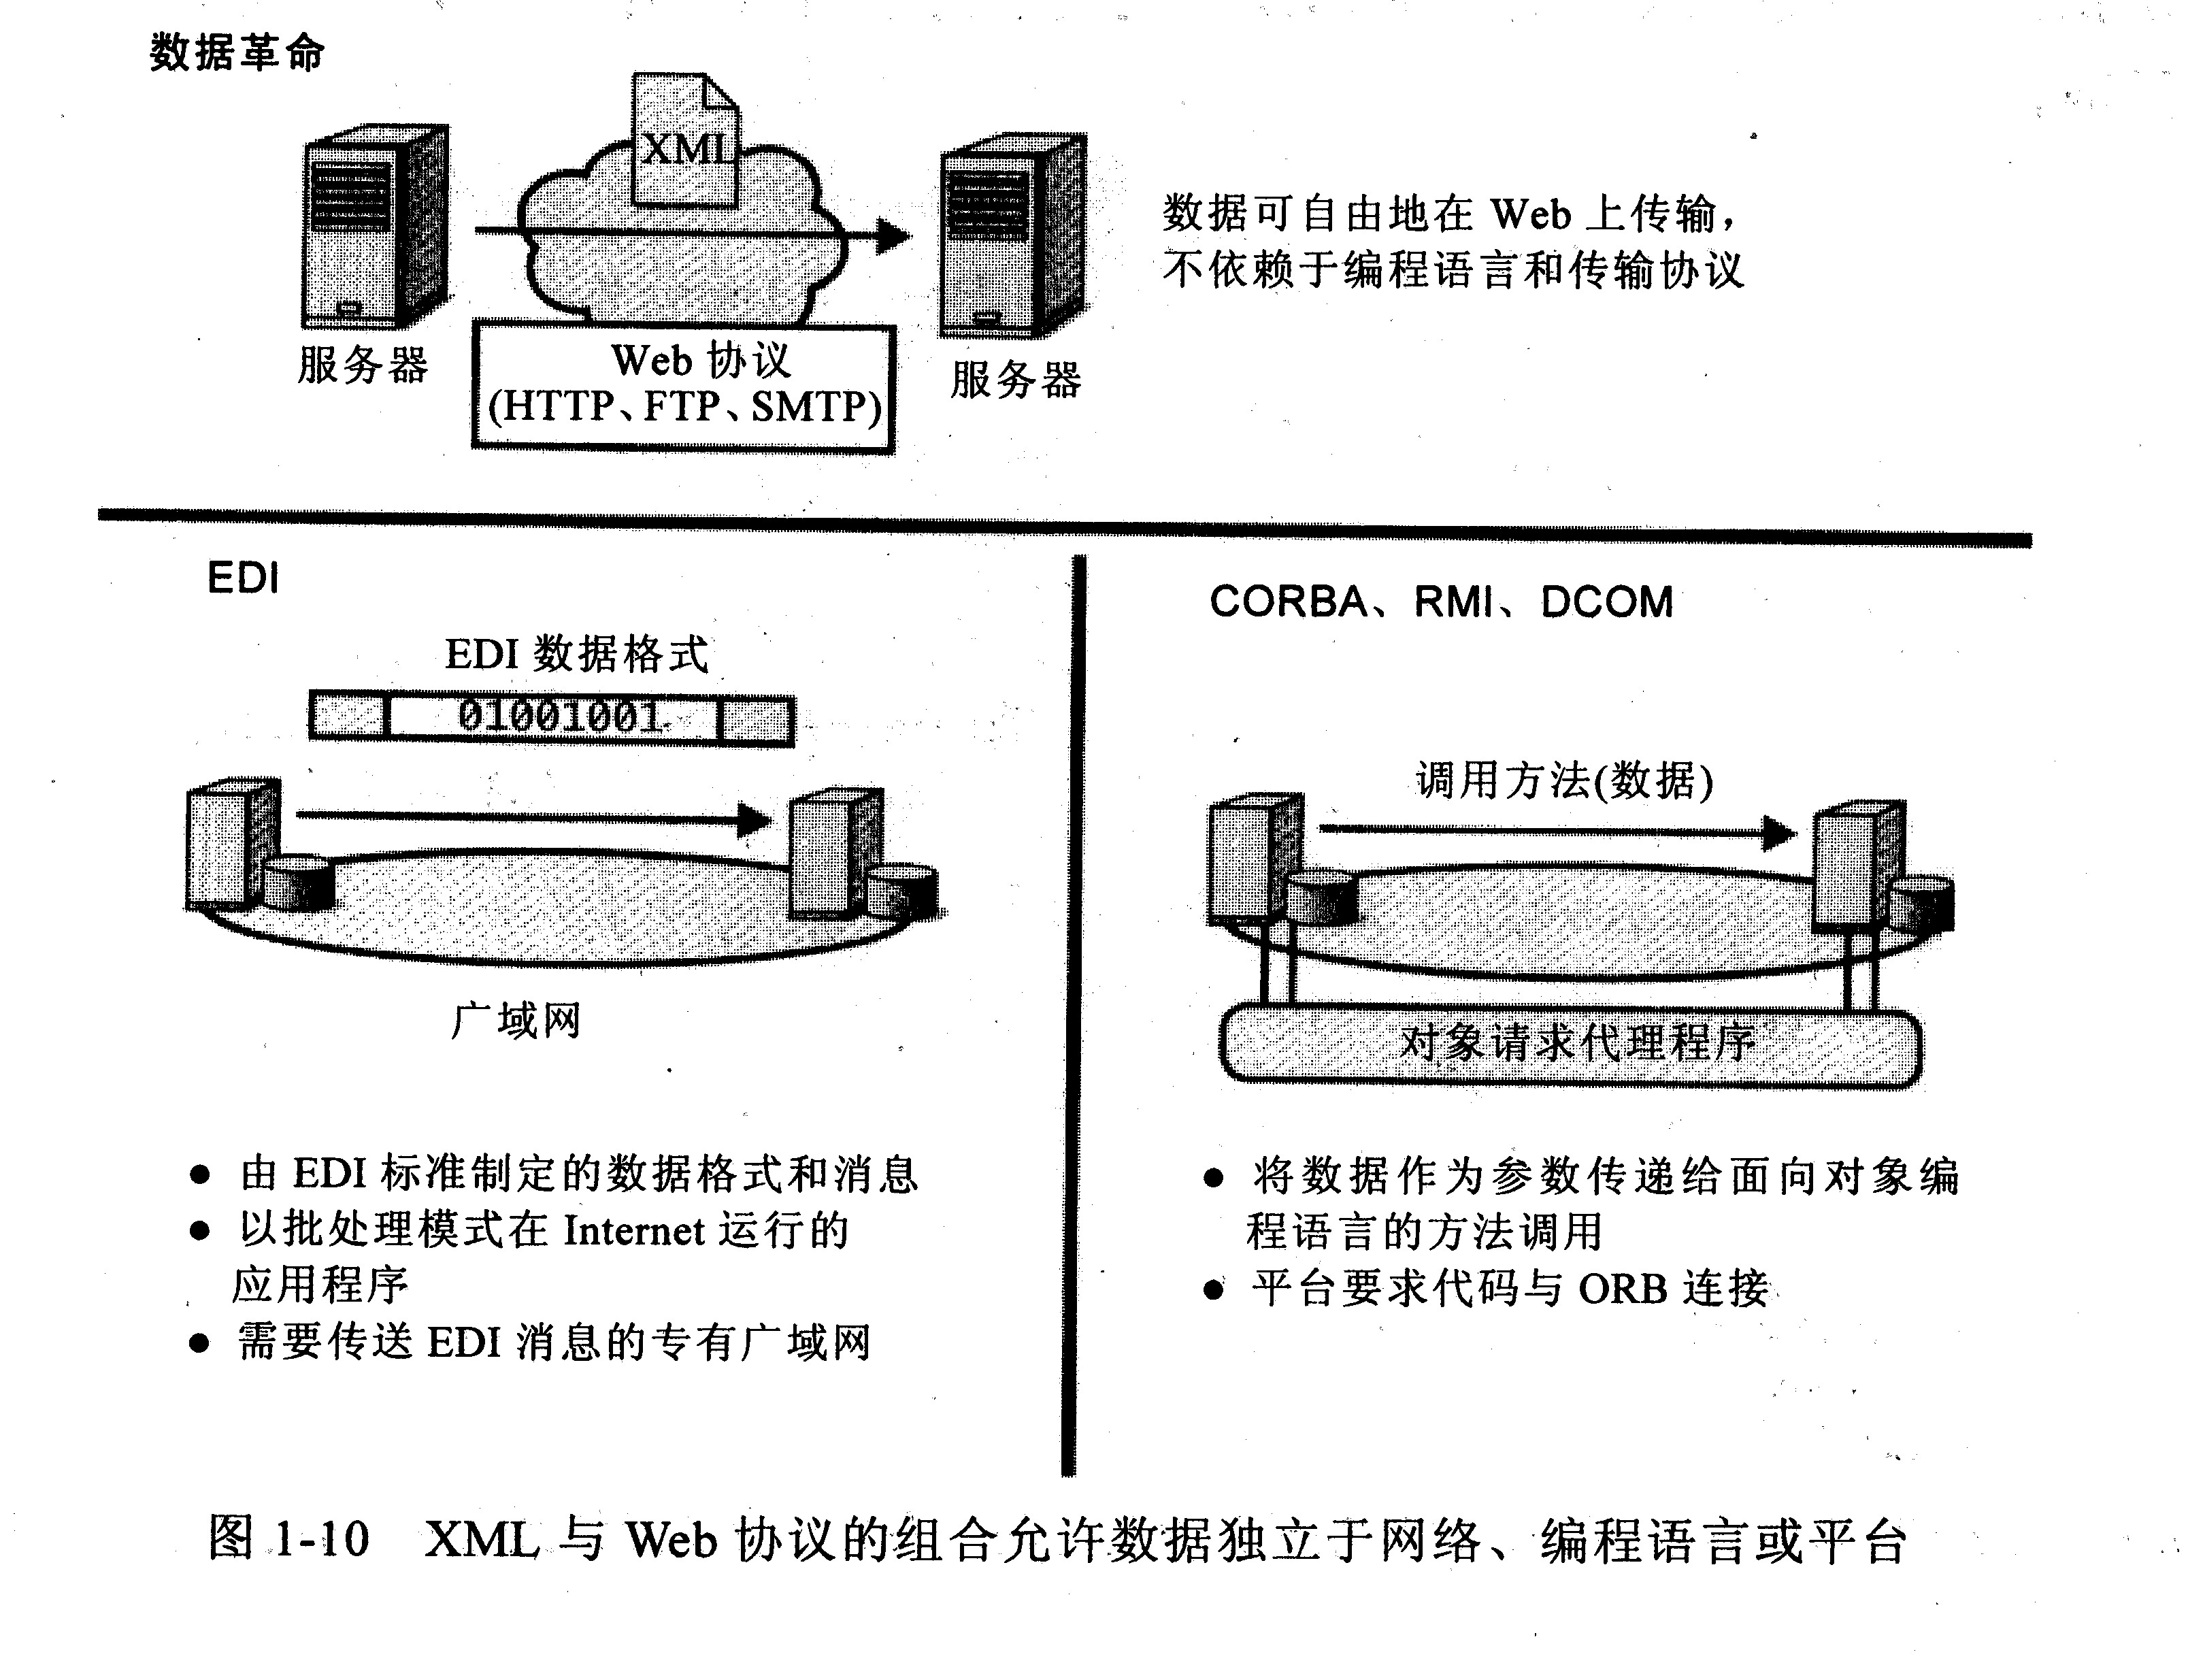 数据革命
XML
数据可自由地在 Web 上传输，
不依赖于编程语言和传输协议
服务器
Web 协议
(HTTP、FTP、SMTP)
服务器
EDI
EDI 数据格式
01001001
广域网
● 由 EDI 标准制定的数据格式和消息
● 以批处理模式在 Internet 运行的
应用程序
● 需要传送 EDI 消息的专有广域网
CORBA、RMI、DCOM
调用方法(数据)
对象请求代理程序
● 将数据作为参数传递给面向对象编
程语言的方法调用
● 平台要求代码与 ORB 连接
图 1-10 XML 与 Web 协议的组合允许数据独立于网络、编程语言或平台